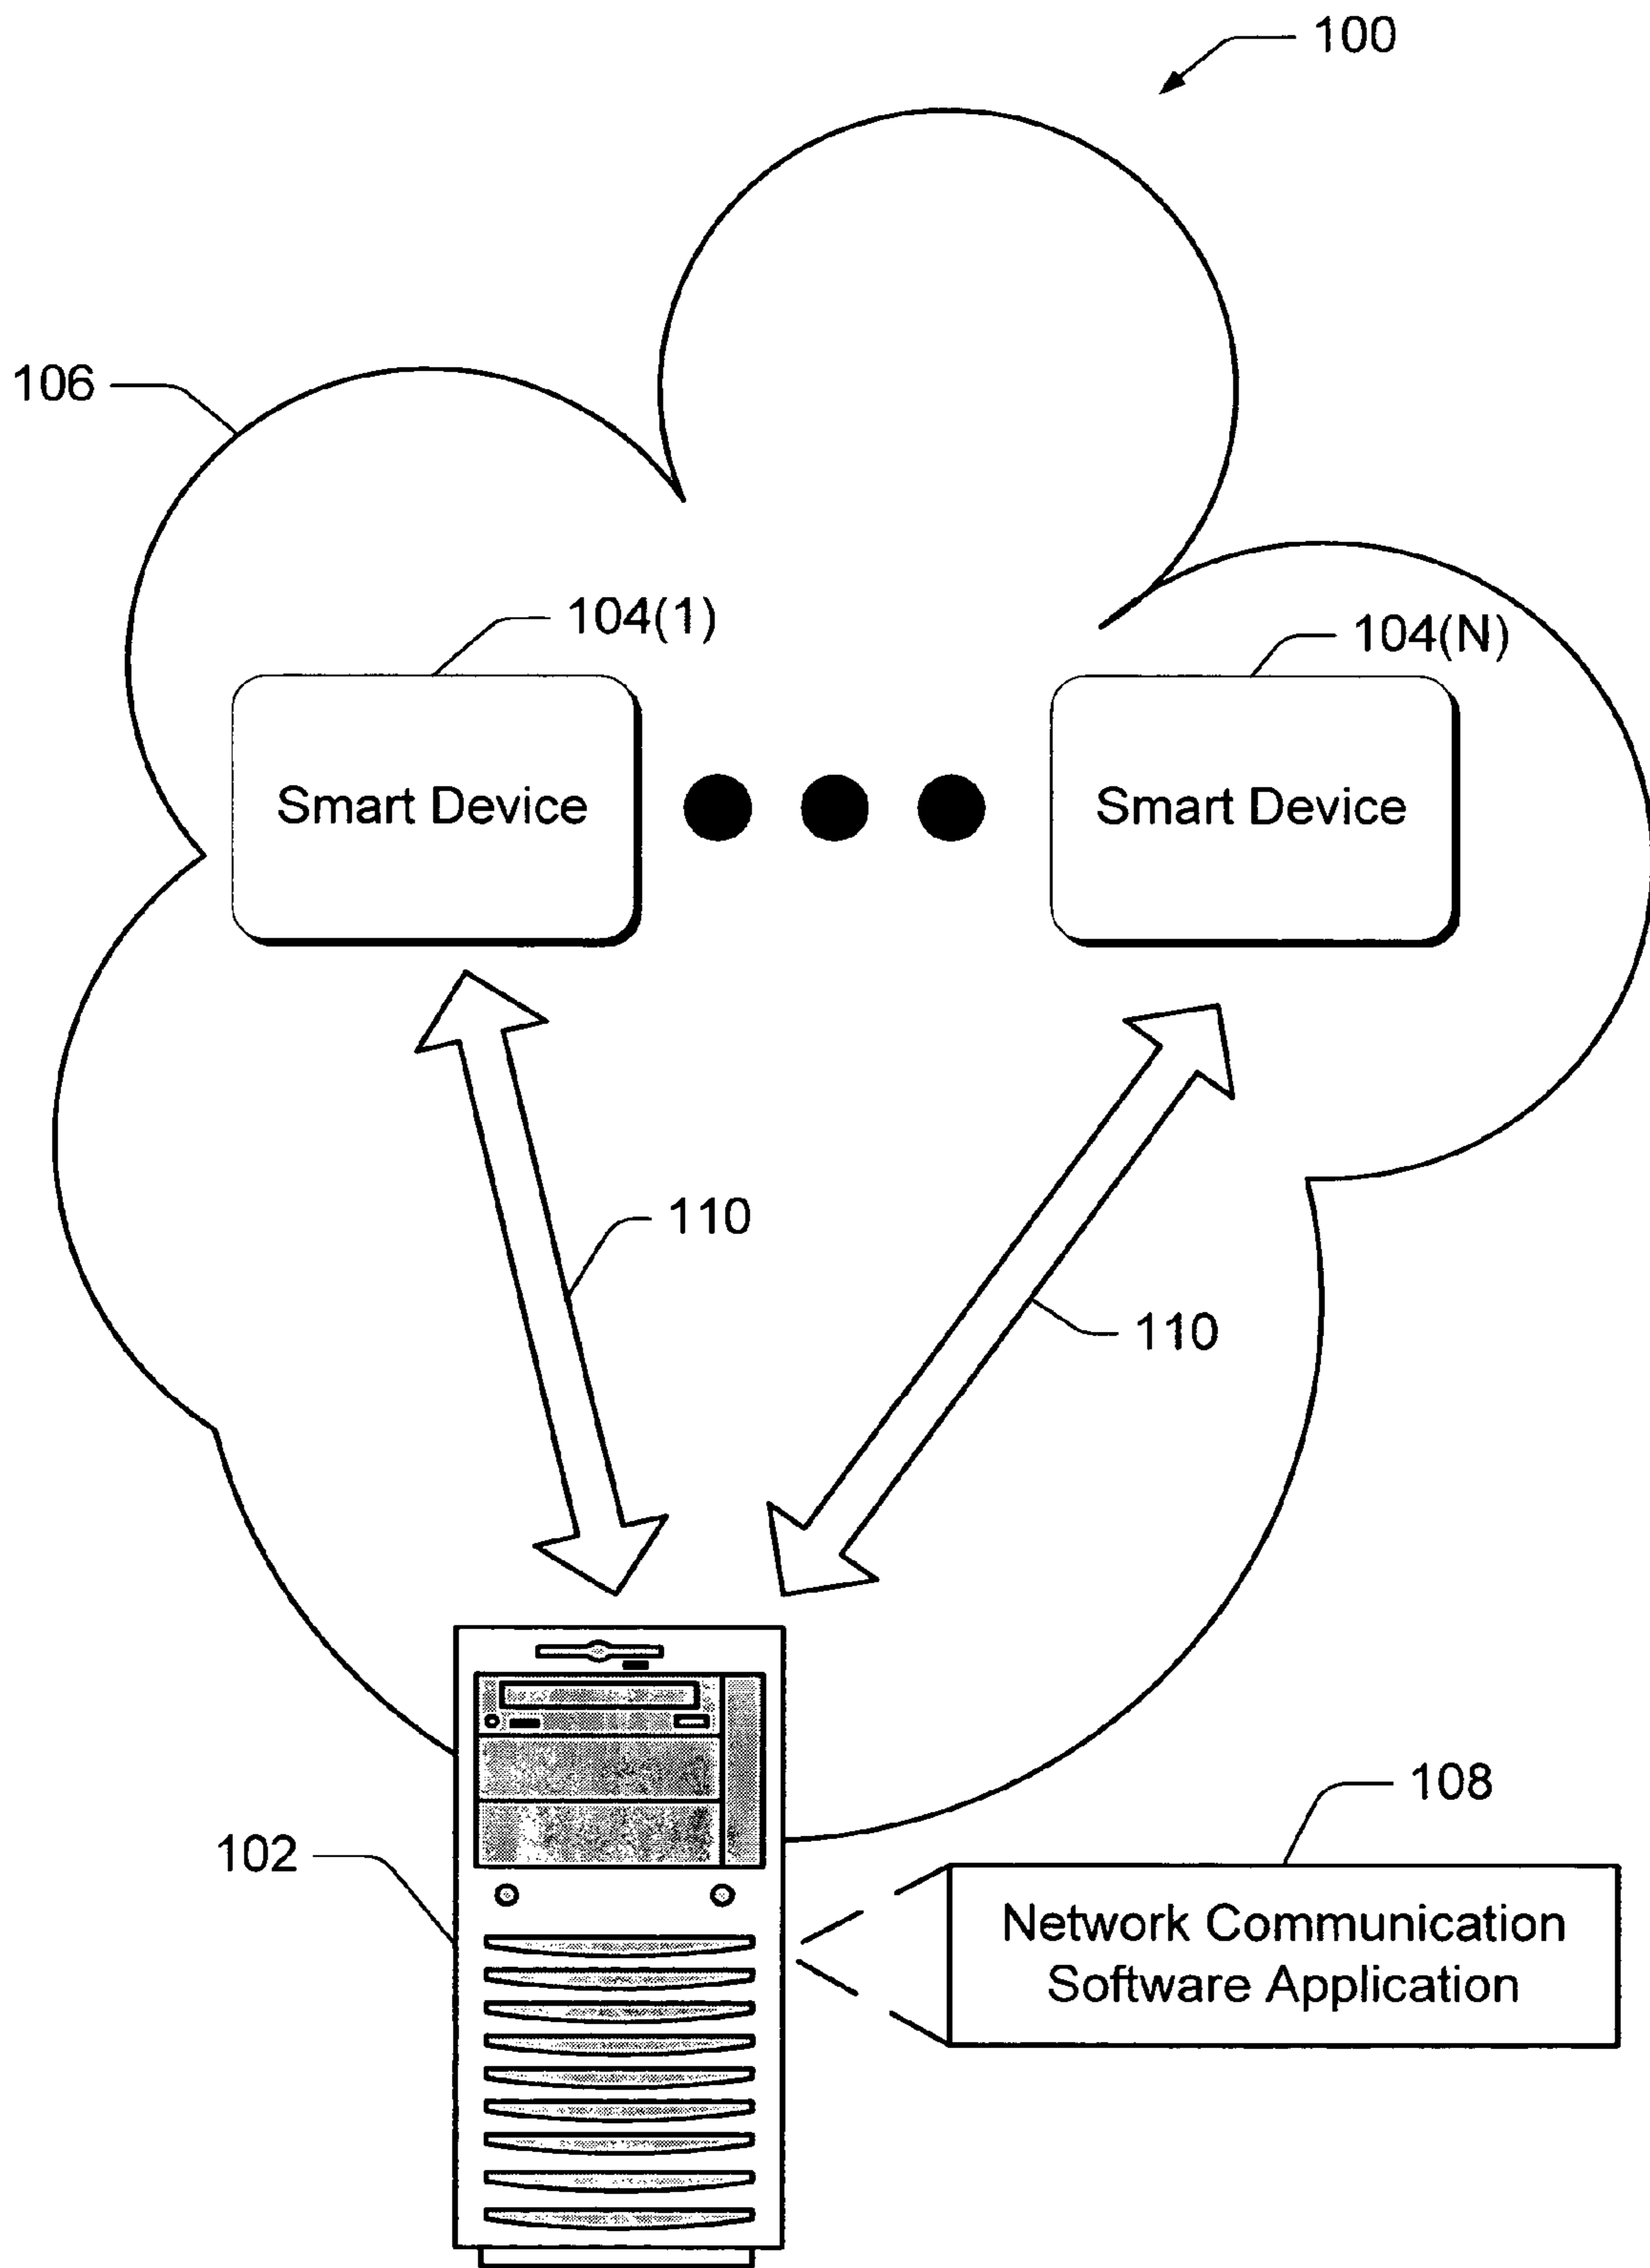 100
106
104(1)
104(N)
Smart Device
Smart Device
110
110
108
102
Network Communication
Software Application